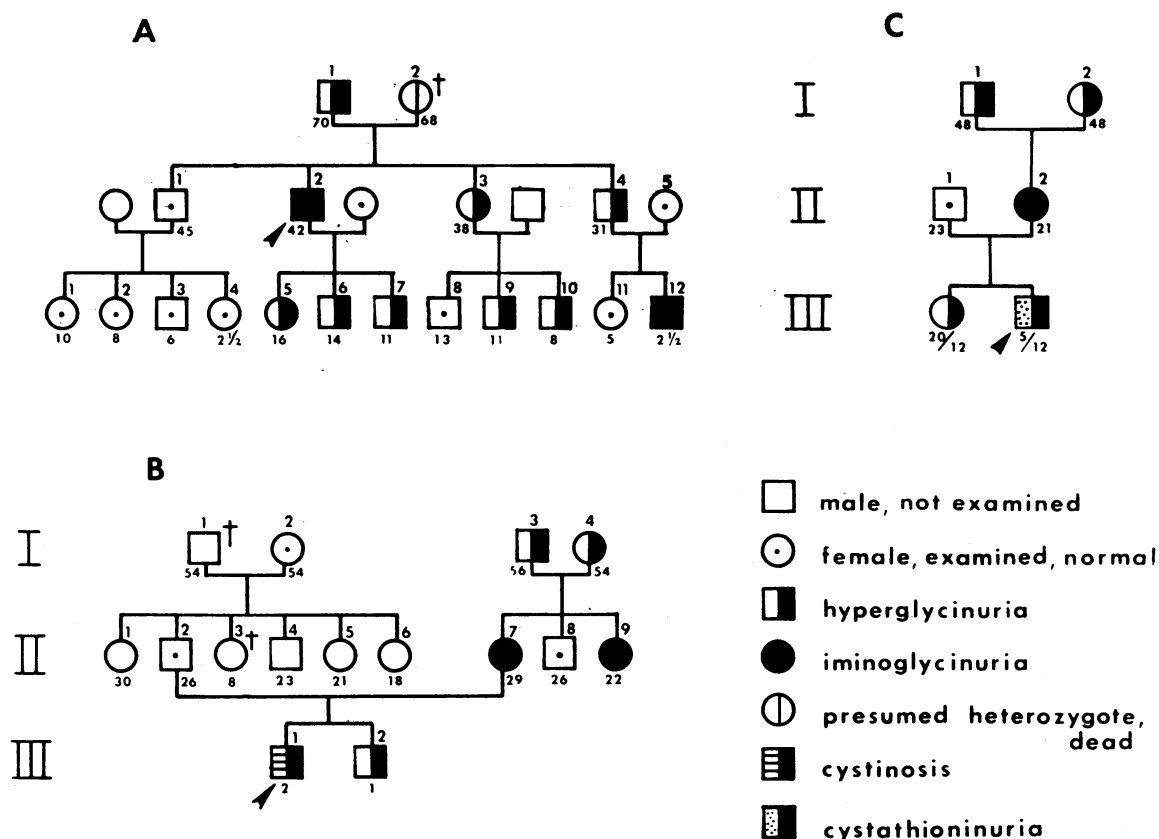 A
C
1 2 †
70 68
I
1 2
48 48
1 2 3 4 5
45 42 38 31
II
1 2
23 21
1 2 3 4 5 6 7 8 9 10 11 12
10 8 6 2 1/2 16 14 11 13 11 8 5 2 1/2
III
20/12 5/12
B
I
1 † 2 3 4
54 54 56 54
II
1 2 3 † 4 5 6 7 8 9
30 26 8 23 21 18 29 26 22
III
1 2
2 1
male, not examined
female, examined, normal
hyperglycinuria
iminoglycinuria
presumed heterozygote,
dead
cystinosis
cystathioninuria